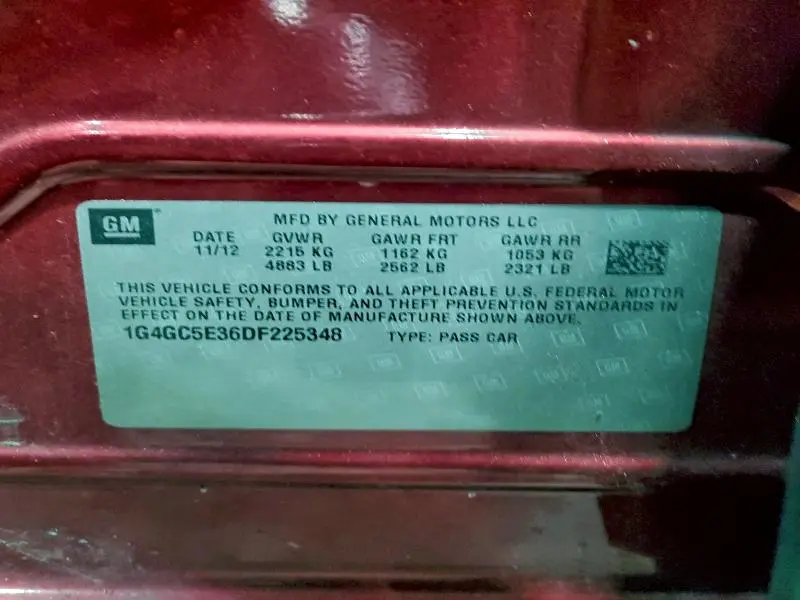 GM
MFD BY GENERAL MOTORS LLC
DATE GVWR GAWR FRT GAWR RR
11/12 2215 KG 1162 KG 1053 KG
4883 LB 2562 LB 2321 LB
THIS VEHICLE CONFORMS TO ALL APPLICABLE U.S. FEDERAL MOTOR
VEHICLE SAFETY, BUMPER, AND THEFT PREVENTION STANDARDS IN
EFFECT ON THE DATE OF MANUFACTURE SHOWN ABOVE.
1G4GC5E36DF225348 TYPE: PASS CAR